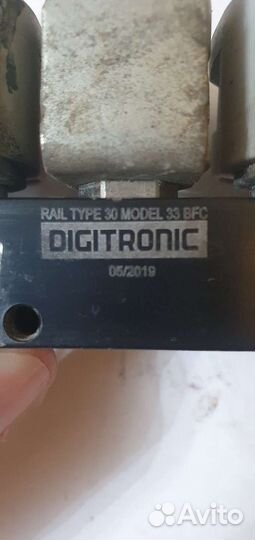 RAIL TYPE 30 MODEL 33 BFC
DIGITRONIC
05/2019
Avito